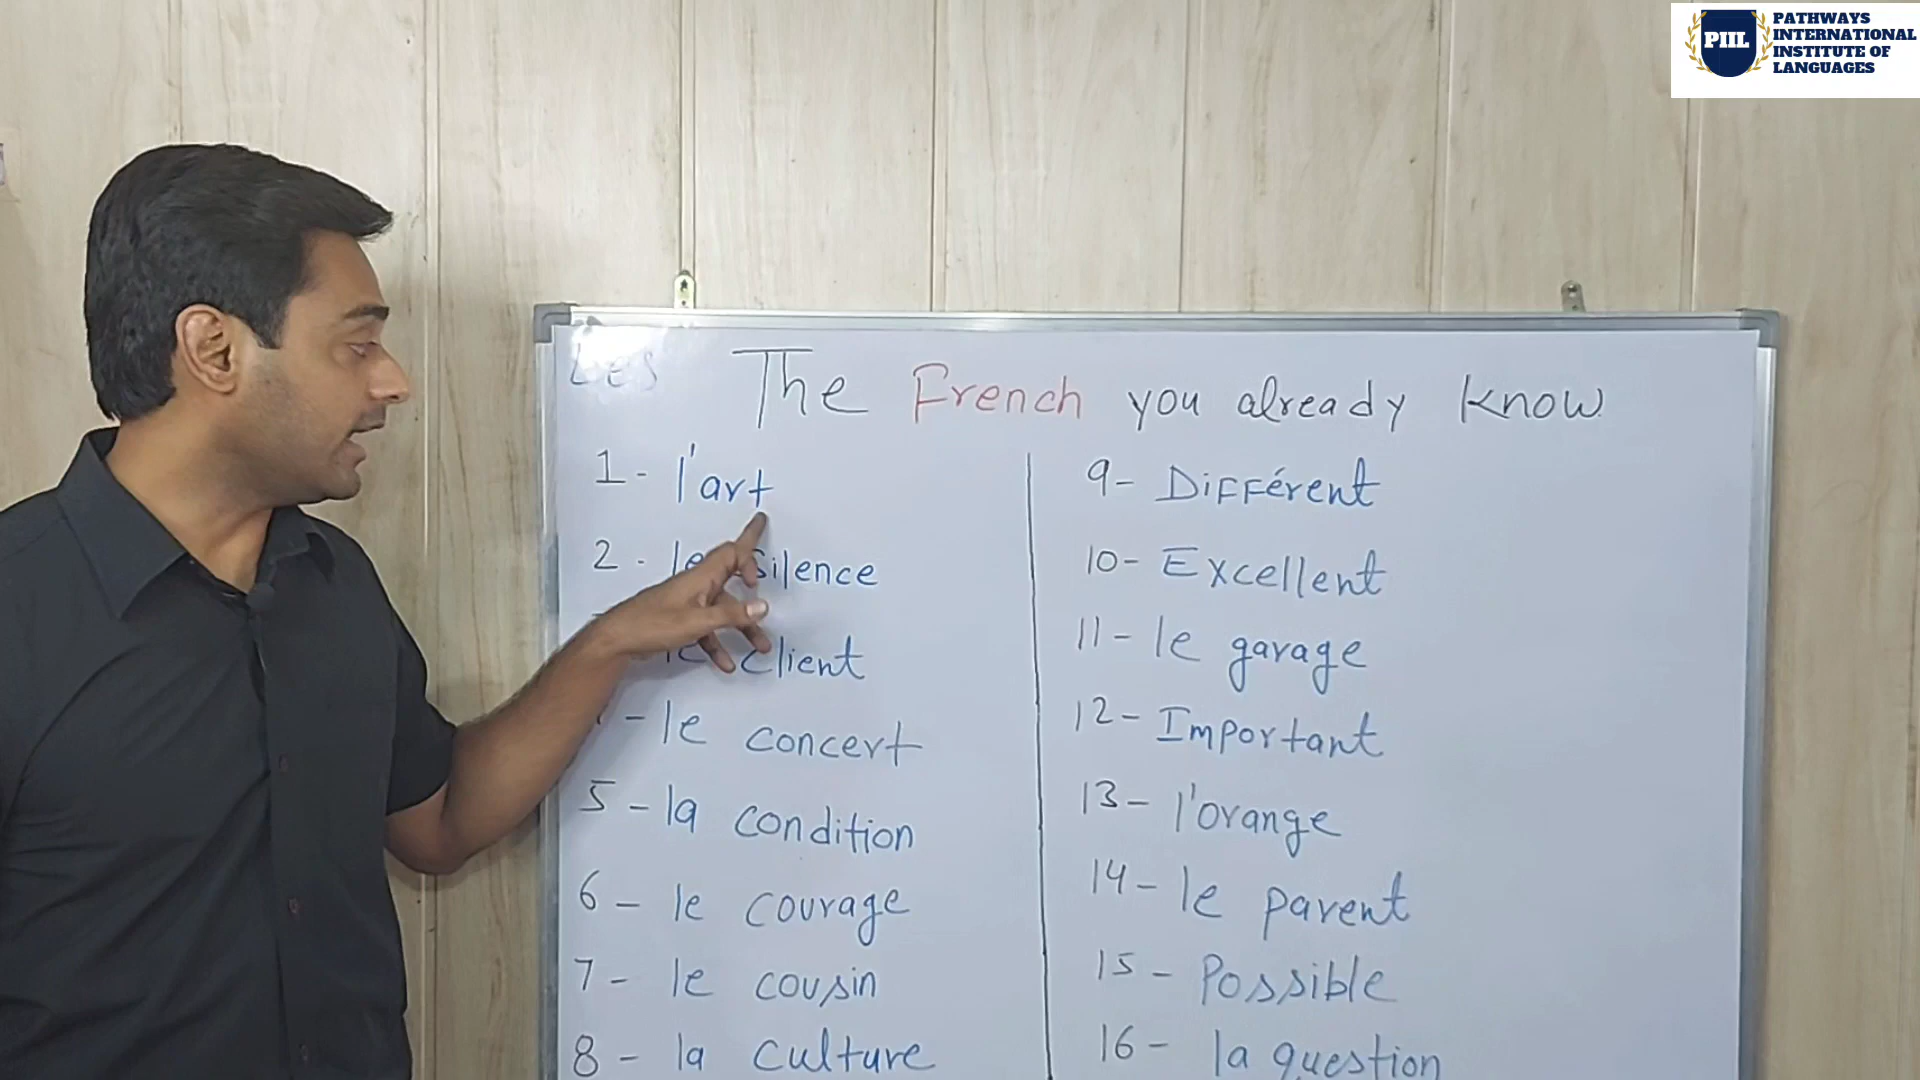 PIIL
PATHWAYS
INTERNATIONAL
INSTITUTE OF
LANGUAGES
LES
The French you already know
1- l'art
2- le silence
le client
- le concert
5- la condition
6- le courage
7- le cousin
8- la culture
9- Différent
10- Excellent
11- le garage
12- Important
13- l'orange
14- le parent
15- Possible
16- la question